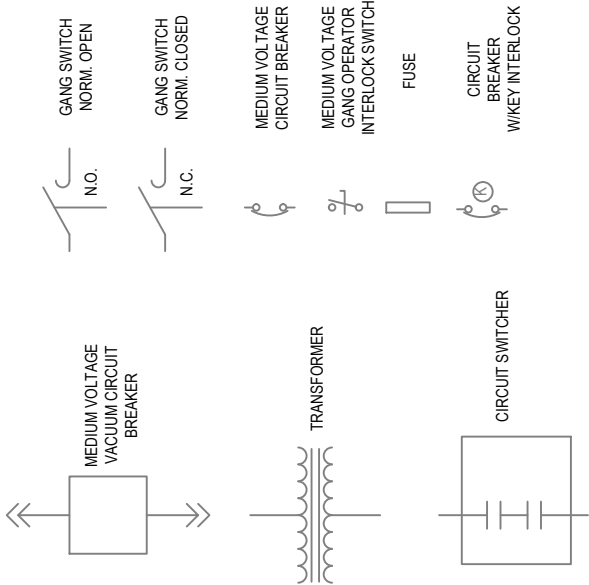 GANG SWITCH
NORM. OPEN
N.O.
GANG SWITCH
NORM. CLOSED
N.C.
MEDIUM VOLTAGE
CIRCUIT BREAKER
MEDIUM VOLTAGE
GANG OPERATOR
INTERLOCK SWITCH
FUSE
CIRCUIT
BREAKER
W/KEY INTERLOCK
K
MEDIUM VOLTAGE
VACUUM CIRCUIT
BREAKER
TRANSFORMER
CIRCUIT SWITCHER